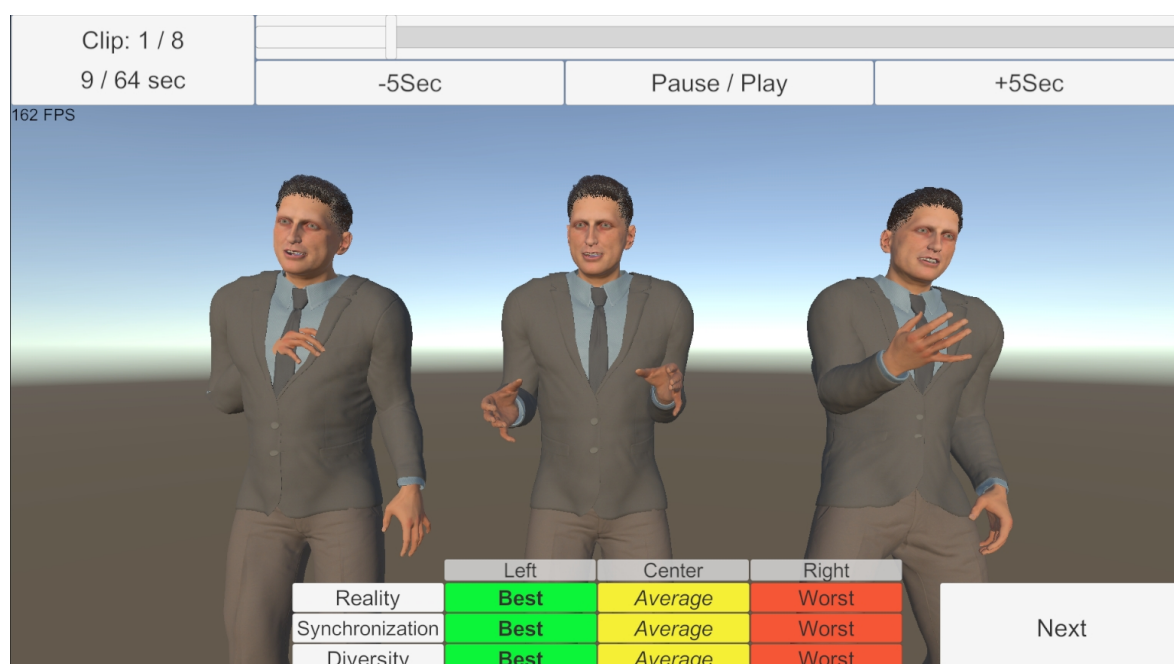 Clip: 1 / 8
9 / 64 sec
-5Sec
Pause / Play
+5Sec
162 FPS
Left Center Right
Reality Best Average Worst
Synchronization Best Average Worst
Diversity Best Average Worst
Next